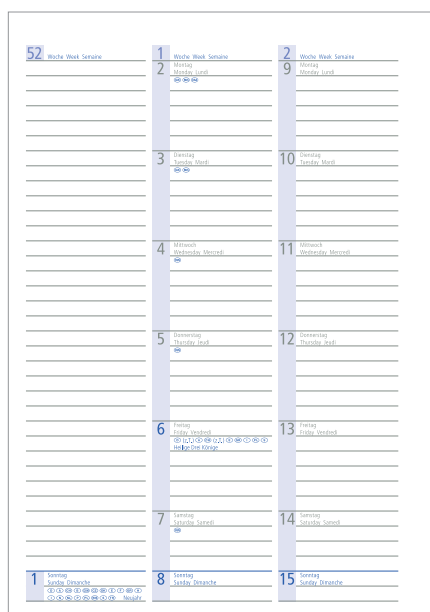 52 Woche Week Semaine
1
Sonntag
Sunday Dimanche
Neujahr
1 Woche Week Semaine
2
Montag
Monday Lundi
3
Dienstag
Tuesday Mardi
4
Mittwoch
Wednesday Mercredi
5
Donnerstag
Thursday Jeudi
6
Freitag
Friday Vendredi
(z.T.) (z.T.)
Heilige Drei Könige
7
Samstag
Saturday Samedi
8
Sonntag
Sunday Dimanche
2 Woche Week Semaine
9
Montag
Monday Lundi
10
Dienstag
Tuesday Mardi
11
Mittwoch
Wednesday Mercredi
12
Donnerstag
Thursday Jeudi
13
Freitag
Friday Vendredi
14
Samstag
Saturday Samedi
15
Sonntag
Sunday Dimanche